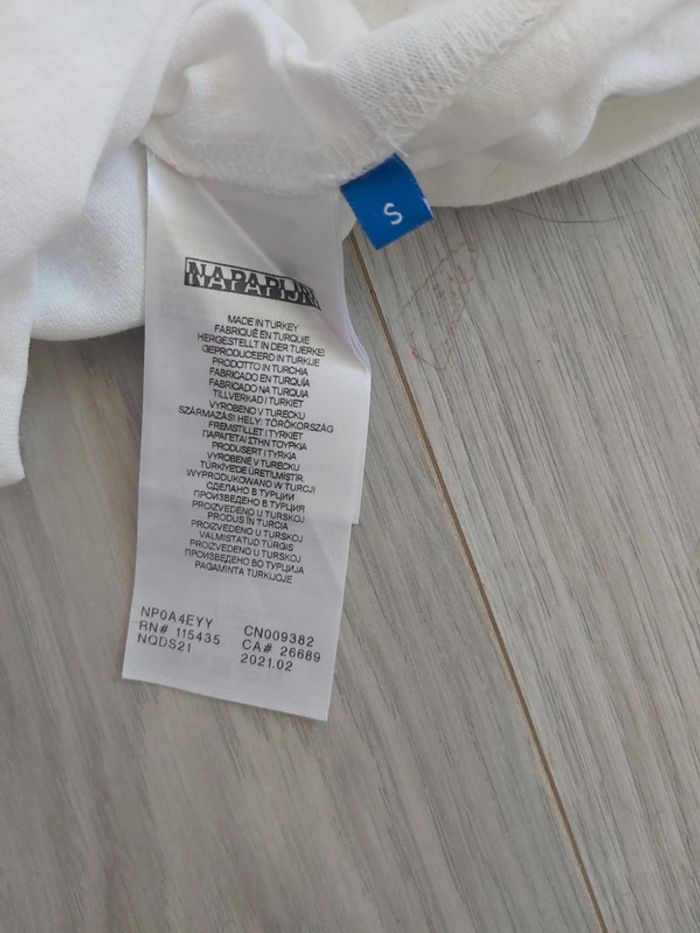 S
NAPAPIJRI
MADE IN TURKEY
FABRIQUÉ EN TURQUIE
HERGESTELLT IN DER TUERKEI
GEPRODUCEERD IN TURKIJE
PRODOTTO IN TURCHIA
FABRICADO EN TURQUÍA
FABRICADO NA TURQUIA
TILLVERKAD I TURKIET
VYROBENO V TURECKU
SZÁRMAZÁSI HELY: TÖRÖKORSZÁG
FREMSTILLET I TYRKIET
ΠΑΡΑΓΕΤΑΙ ΣΤΗΝ ΤΟΥΡΚΙΑ
PRODUSERT I TYRKIA
VYROBENÉ V TURECKU
TÜRKİYE'DE ÜRETİLMİŞTİR.
WYPRODUKOWANO W TURCJI
СДЕЛАНО В ТУРЦИИ
ПРОИЗВЕДЕНО В ТУРЦИЯ
PROIZVEDENO U TURSKOJ
PRODUS ÎN TURCIA
PROIZVEDENO U TURSKOJ
VALMISTATUD TÜRGIS
PROIZVEDENO U TURSKOJ
ПРОИЗВЕДЕНО ВО ТУРЦИЈА
PAGAMINTA TURKIJOJE
NP0A4EYY
RN# 115435
NQDS21
CN009382
CA# 26689
2021.02